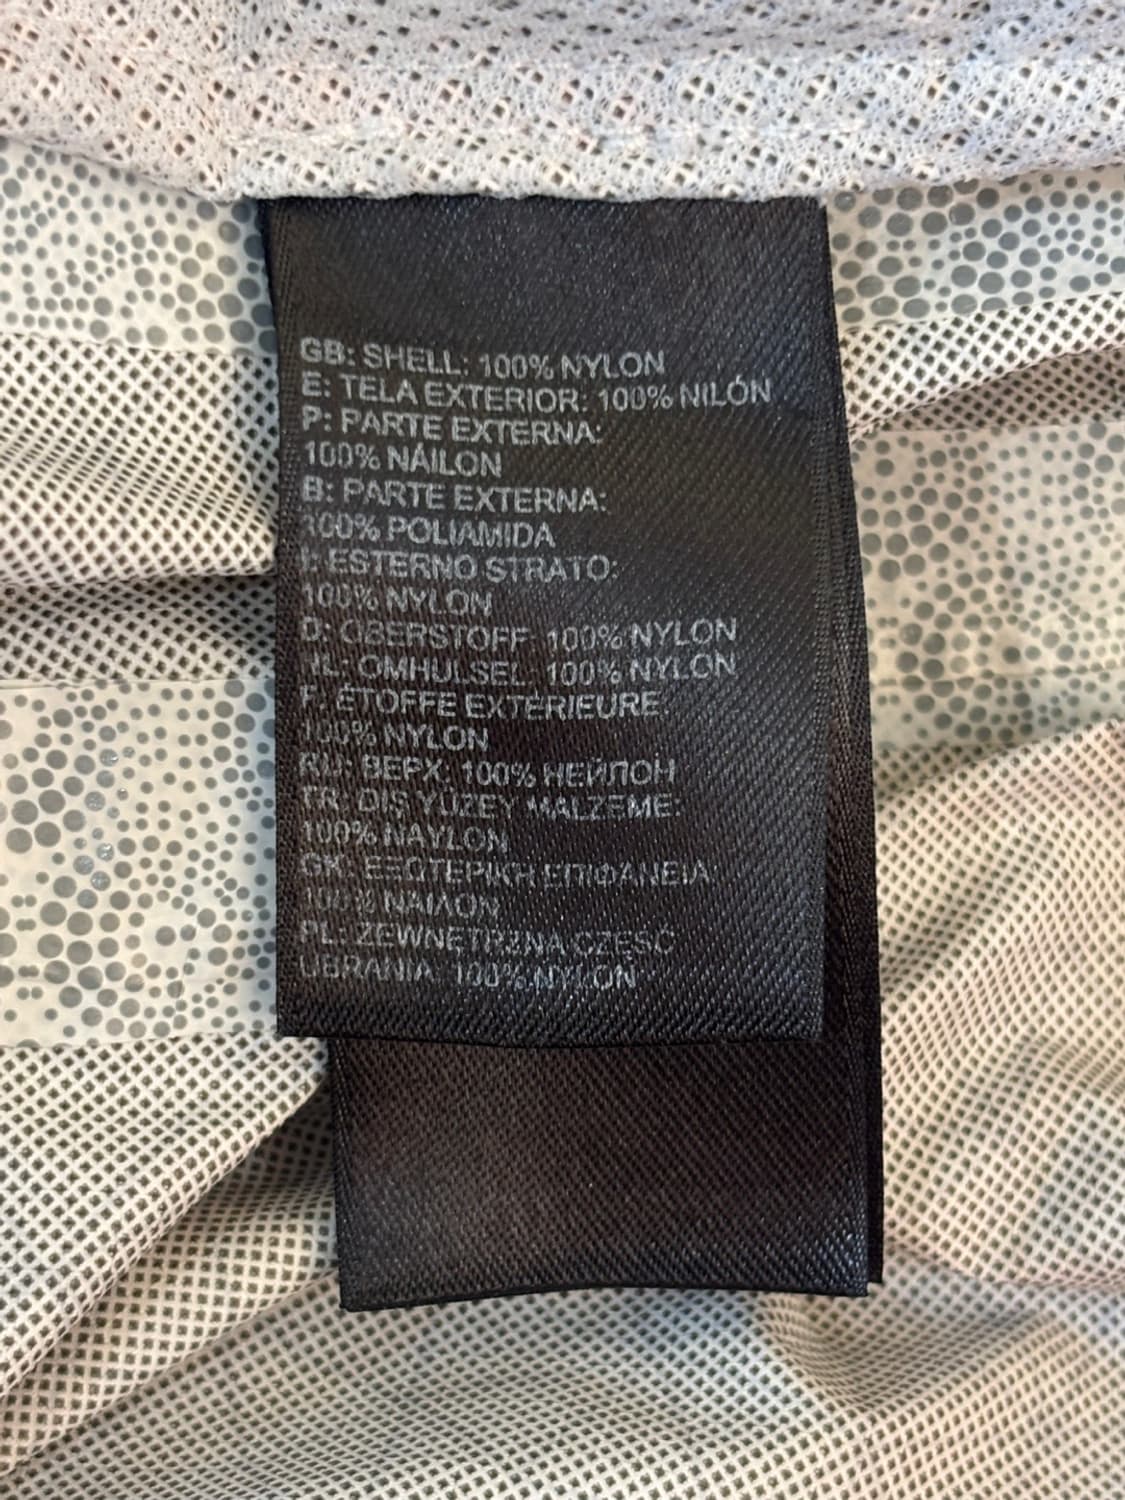 GB: SHELL: 100% NYLON
E: TELA EXTERIOR: 100% NILÓN
P: PARTE EXTERNA:
100% NÁILON
B: PARTE EXTERNA:
100% POLIAMIDA
I: ESTERNO STRATO:
100% NYLON
D: OBERSTOFF: 100% NYLON
NL: OMHULSEL: 100% NYLON
F: ÉTOFFE EXTÉRIEURE
100% NYLON
RU: ВЕРХ: 100% НЕЙЛОН
TR: DIŞ YÜZEY MALZEME:
100% NAYLON
GK: ΕΞΩΤΕΡΙΚΗ ΕΠΙΦΑΝΕΙΑ:
100% ΝΑΙΛΟΝ
PL: ZEWNĘTRZNA CZĘŚĆ
UBRANIA: 100% NYLON